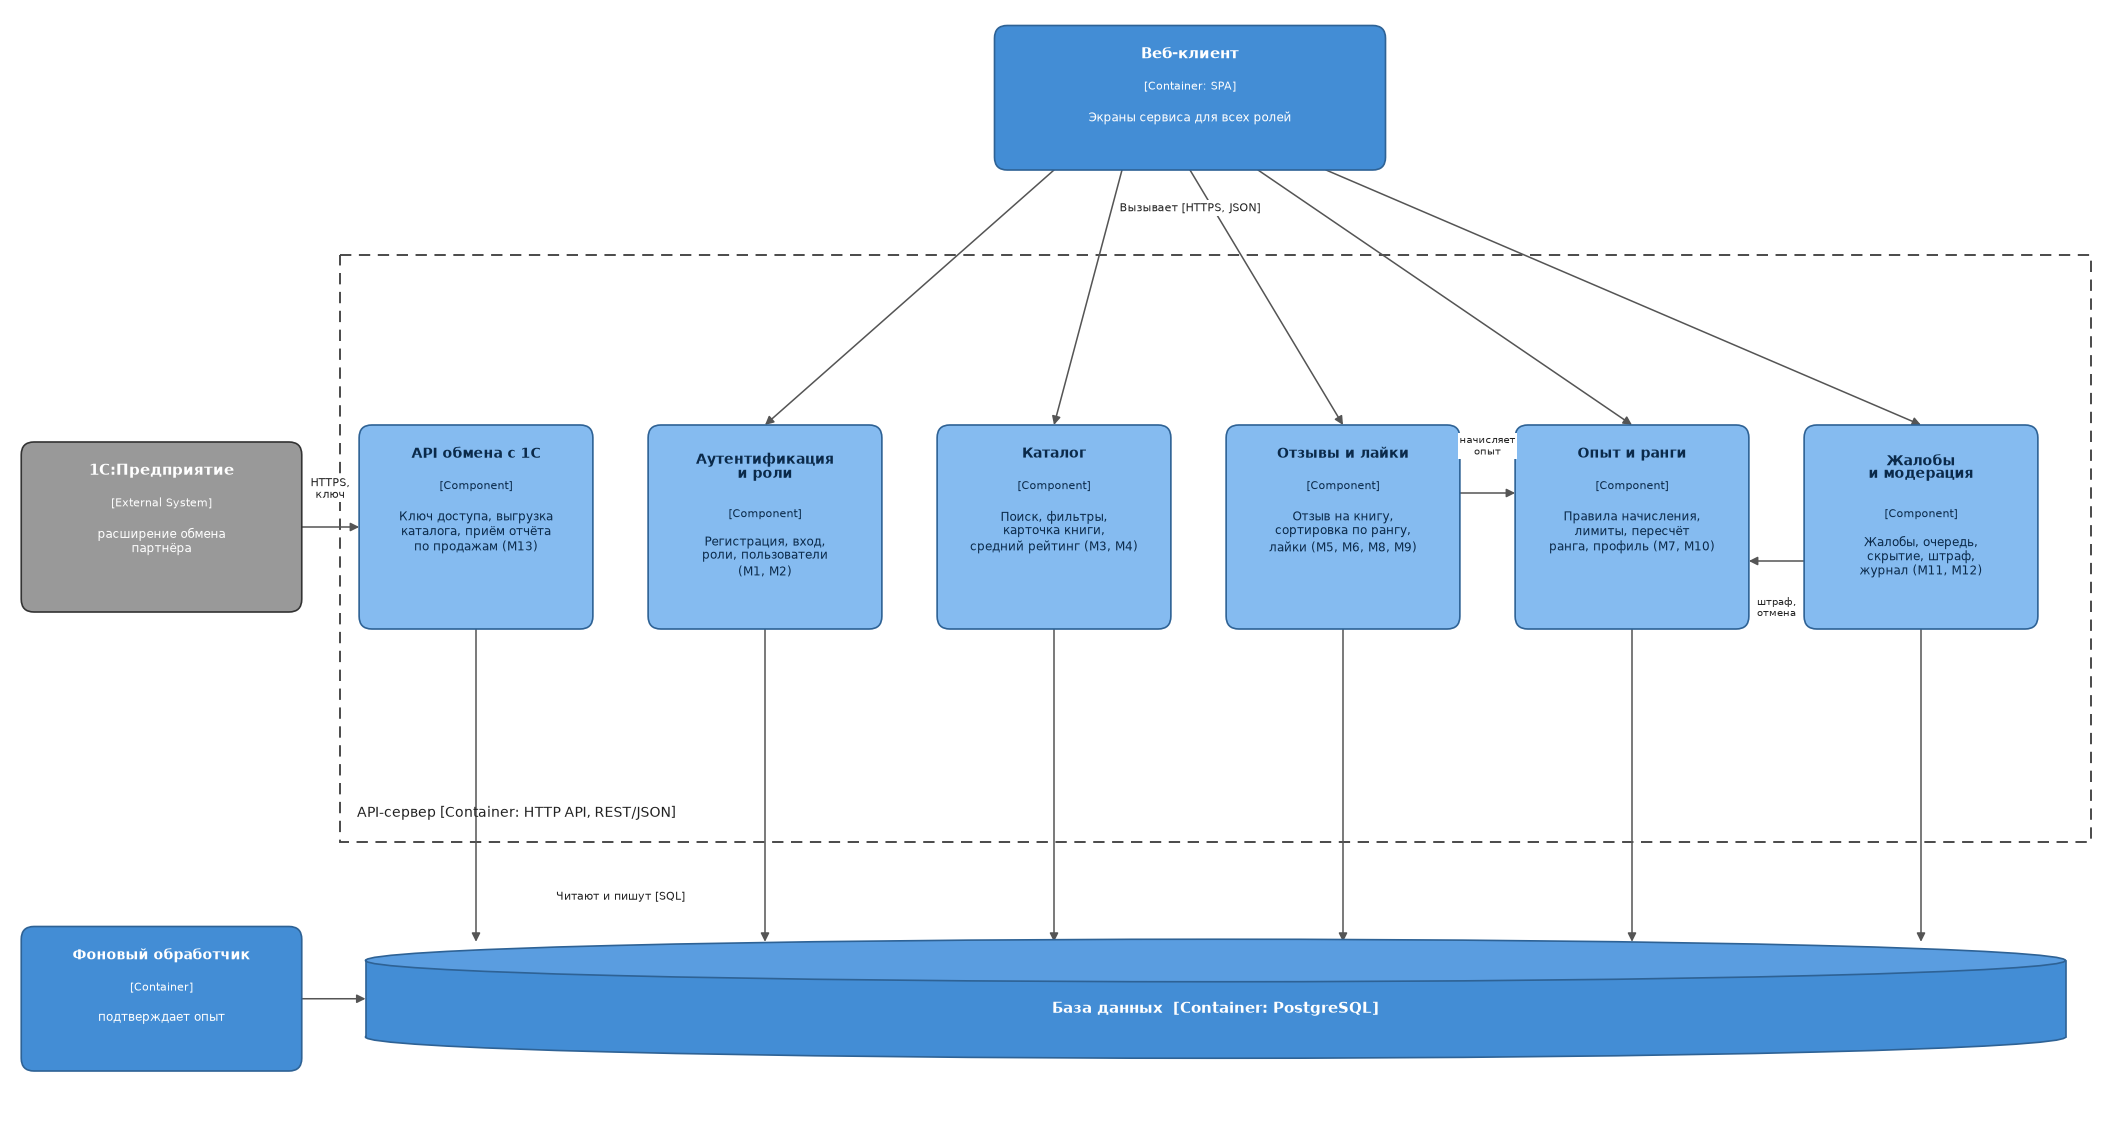 Веб-клиент
[Container: SPA]
Экраны сервиса для всех ролей
Вызывает [HTTPS, JSON]
1С:Предприятие
[External System]
расширение обмена
партнёра
HTTPS,
ключ
API обмена с 1С
[Component]
Ключ доступа, выгрузка
каталога, приём отчёта
по продажам (М13)
Аутентификация
и роли
[Component]
Регистрация, вход,
роли, пользователи
(М1, М2)
Каталог
[Component]
Поиск, фильтры,
карточка книги,
средний рейтинг (М3, М4)
Отзывы и лайки
[Component]
Отзыв на книгу,
сортировка по рангу,
лайки (М5, М6, М8, М9)
начисляет
опыт
Опыт и ранги
[Component]
Правила начисления,
лимиты, пересчёт
ранга, профиль (М7, М10)
штраф,
отмена
Жалобы
и модерация
[Component]
Жалобы, очередь,
скрытие, штраф,
журнал (М11, М12)
API-сервер [Container: HTTP API, REST/JSON]
Читают и пишут [SQL]
Фоновый обработчик
[Container]
подтверждает опыт
База данных [Container: PostgreSQL]